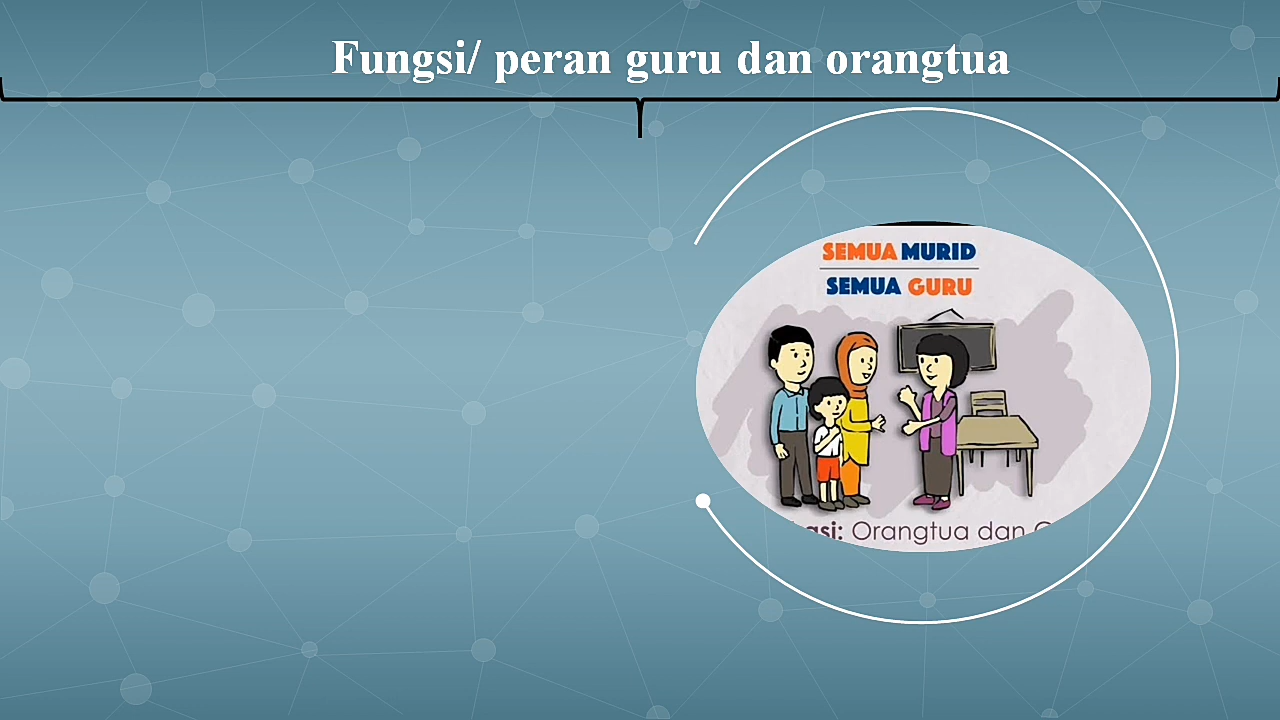 Fungsi/ peran guru dan orangtua
SEMUA MURID
SEMUA GURU
Orangtua dan